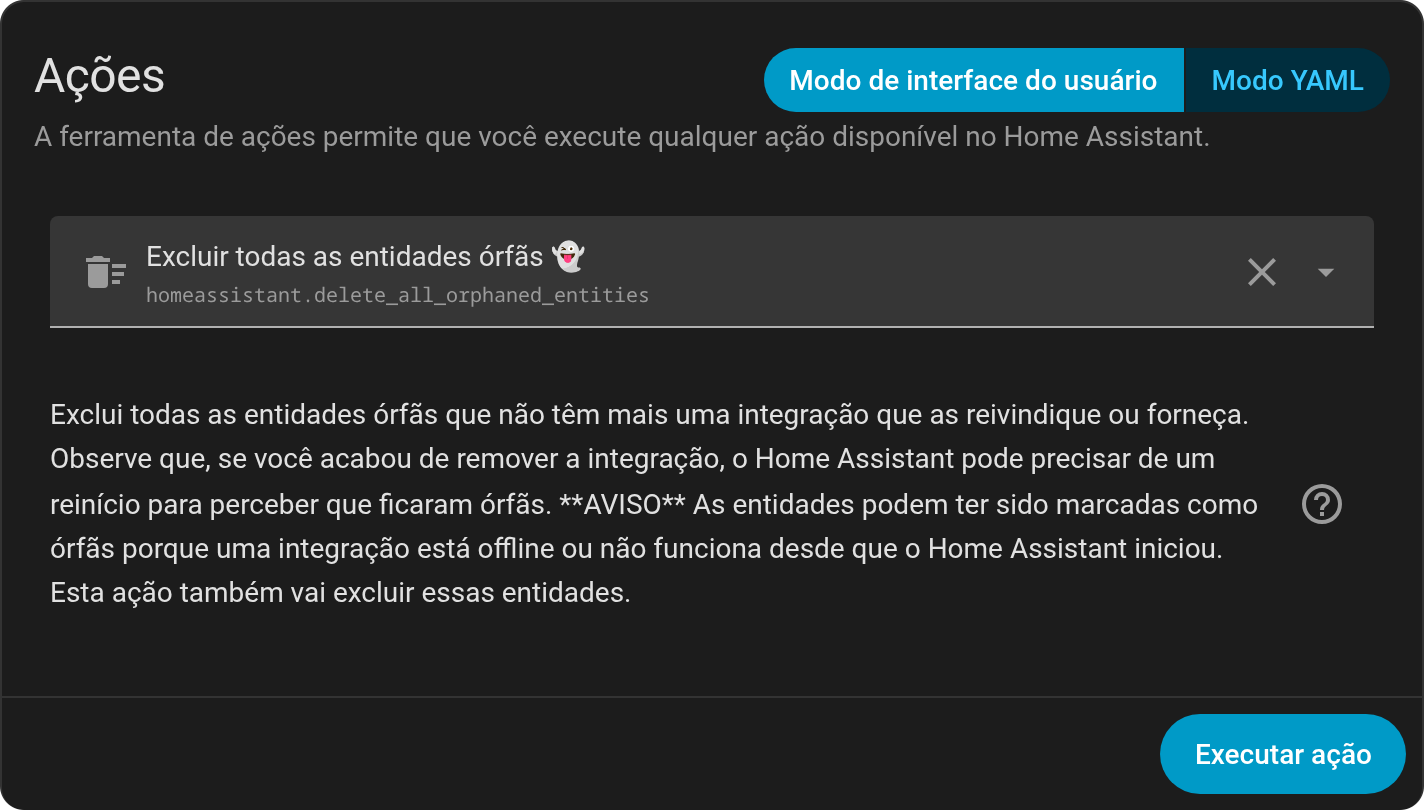 Ações
Modo de interface do usuário
Modo YAML
A ferramenta de ações permite que você execute qualquer ação disponível no Home Assistant.
Excluir todas as entidades órfãs 👻
homeassistant.delete_all_orphaned_entities
Exclui todas as entidades órfãs que não têm mais uma integração que as reivindique ou forneça.
Observe que, se você acabou de remover a integração, o Home Assistant pode precisar de um
reinício para perceber que ficaram órfãs. **AVISO** As entidades podem ter sido marcadas como
órfãs porque uma integração está offline ou não funciona desde que o Home Assistant iniciou.
Esta ação também vai excluir essas entidades.
Executar ação